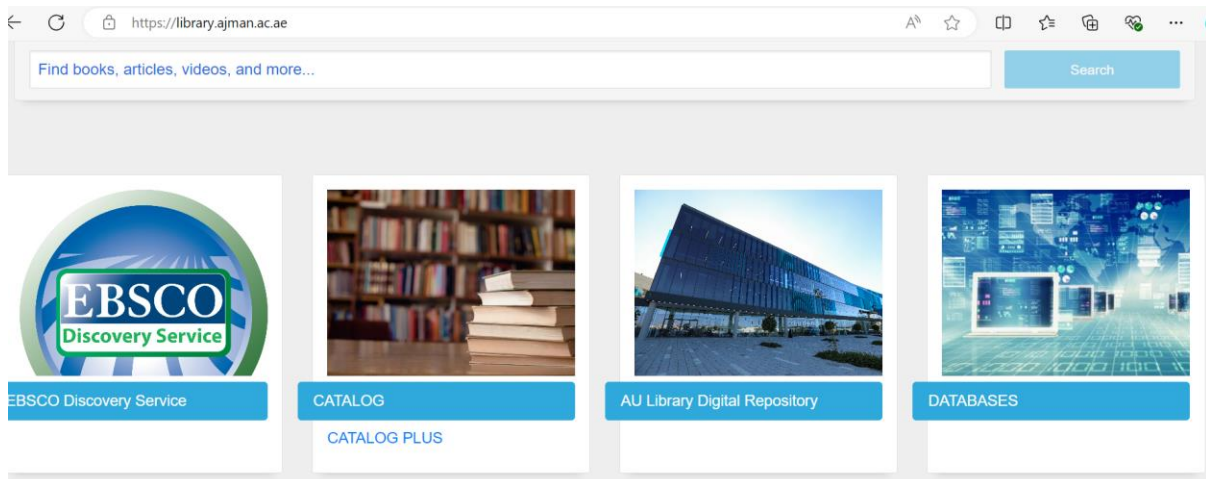 https://library.ajman.ac.ae
Find books, articles, videos, and more...
Search
EBSCO
Discovery Service
EBSCO Discovery Service
CATALOG
AU Library Digital Repository
DATABASES
CATALOG PLUS